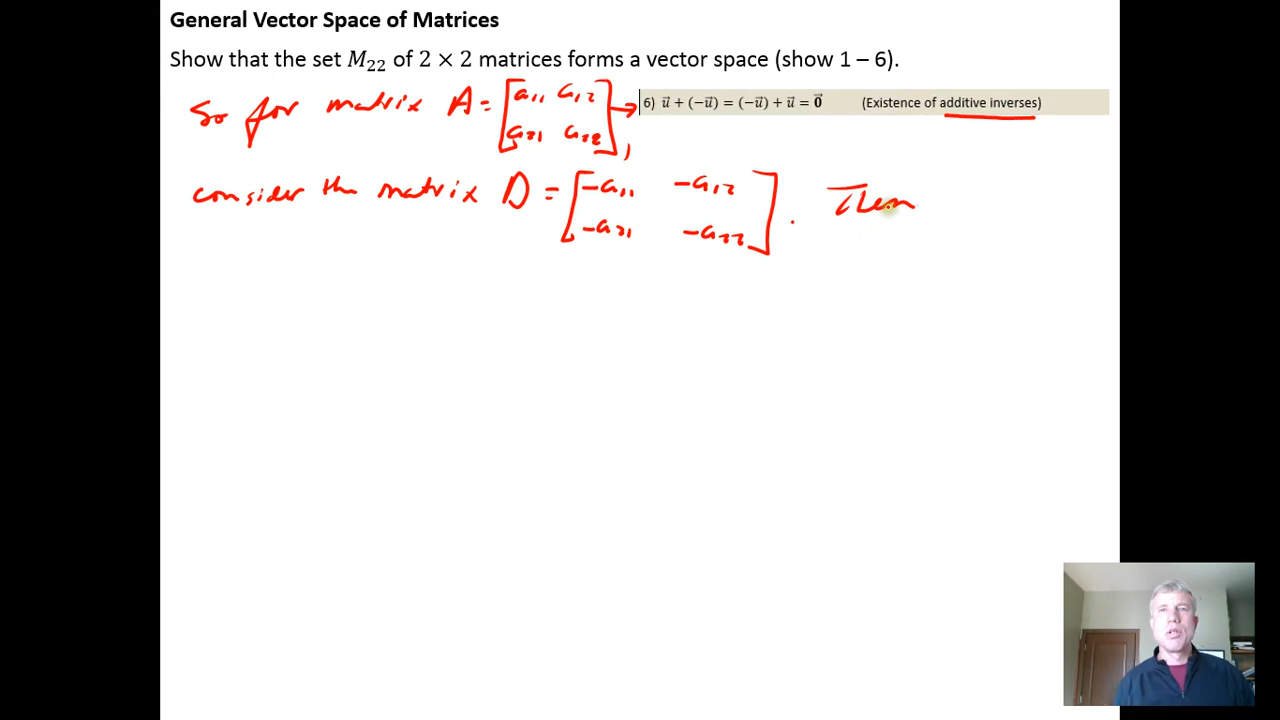 General Vector Space of Matrices
Show that the set M₂₂ of 2 × 2 matrices forms a vector space (show 1 – 6).
So for matrix A = [a₁₁ a₁₂
a₂₁ a₂₂],
6) u⃗ + (−u⃗) = (−u⃗) + u⃗ = 0⃗ (Existence of additive inverses)
consider the matrix D = [−a₁₁ −a₁₂
−a₂₁ −a₂₂]. Then